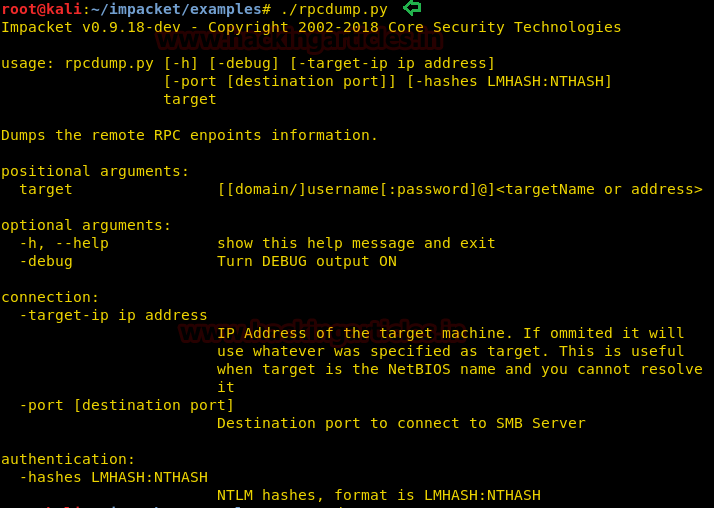 root@kali:~/impacket/examples# ./rpcdump.py
Impacket v0.9.18-dev - Copyright 2002-2018 Core Security Technologies
www.hackingarticles.in
usage: rpcdump.py [-h] [-debug] [-target-ip ip address]
[-port [destination port]] [-hashes LMHASH:NTHASH]
target
Dumps the remote RPC enpoints information.
positional arguments:
target [[domain/]username[:password]@]<targetName or address>
optional arguments:
-h, --help show this help message and exit
-debug Turn DEBUG output ON
connection:
-target-ip ip address
www.hackingarticles.in
IP Address of the target machine. If ommited it will
use whatever was specified as target. This is useful
when target is the NetBIOS name and you cannot resolve
it
-port [destination port]
Destination port to connect to SMB Server
authentication:
-hashes LMHASH:NTHASH
NTLM hashes, format is LMHASH:NTHASH